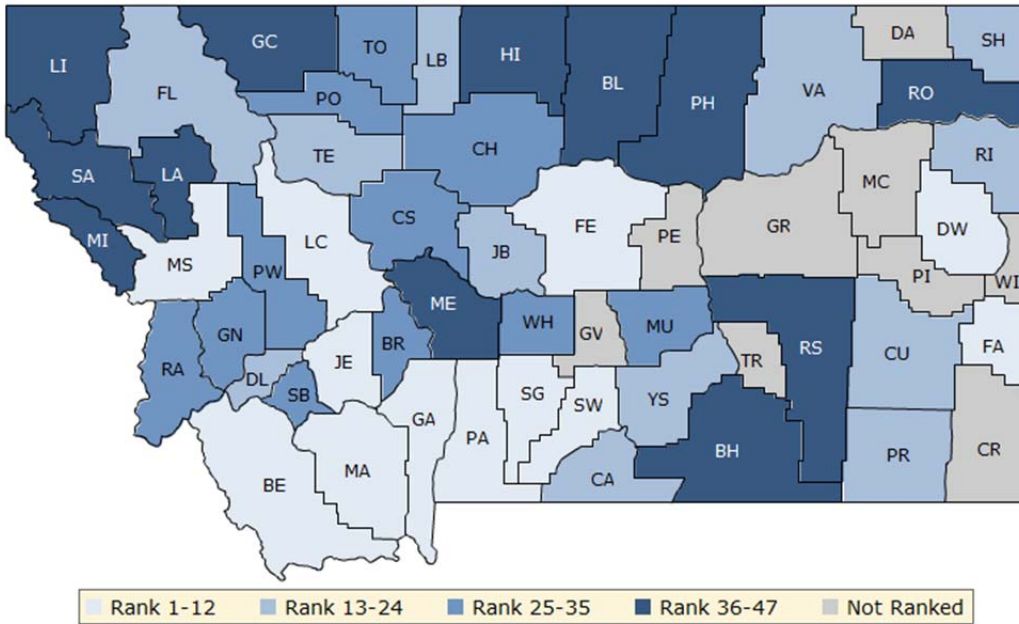 GC TO LB HI DA SH
LI BL PH VA RO
FL PO
TE CH RI
SA LA MC
CS FE GR
MI LC JB PE DW
MS PW PI WI
ME WH MU
GN BR GV RS CU FA
RA JE TR
DL SB SG SW YS
GA PA BH PR CR
BE MA CA
Rank 1-12 Rank 13-24 Rank 25-35 Rank 36-47 Not Ranked